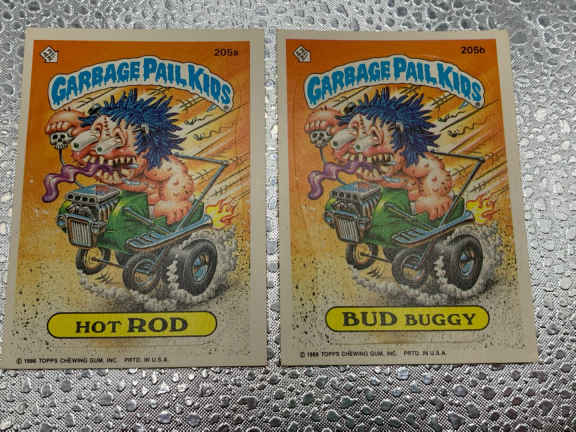 205a
GARBAGE PAIL KIDS
HOT ROD
© 1986 TOPPS CHEWING GUM, INC. PRTD. IN U.S.A.
205b
GARBAGE PAIL KIDS
BUD BUGGY
© 1986 TOPPS CHEWING GUM, INC. PRTD. IN U.S.A.